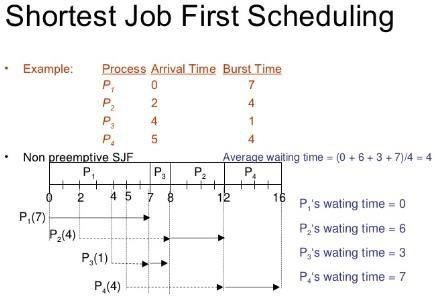 Shortest Job First Scheduling
• Example: Process Arrival Time Burst Time
P1 0 7
P2 2 4
P3 4 1
P4 5 4
• Non preemptive SJF Average waiting time = (0 + 6 + 3 + 7)/4 = 4
P1 P3 P2 P4
0 2 4 5 7 8 12 16
P1's wating time = 0
P1(7)
P2's wating time = 6
P2(4)
P3's wating time = 3
P3(1)
P4's wating time = 7
P4(4)